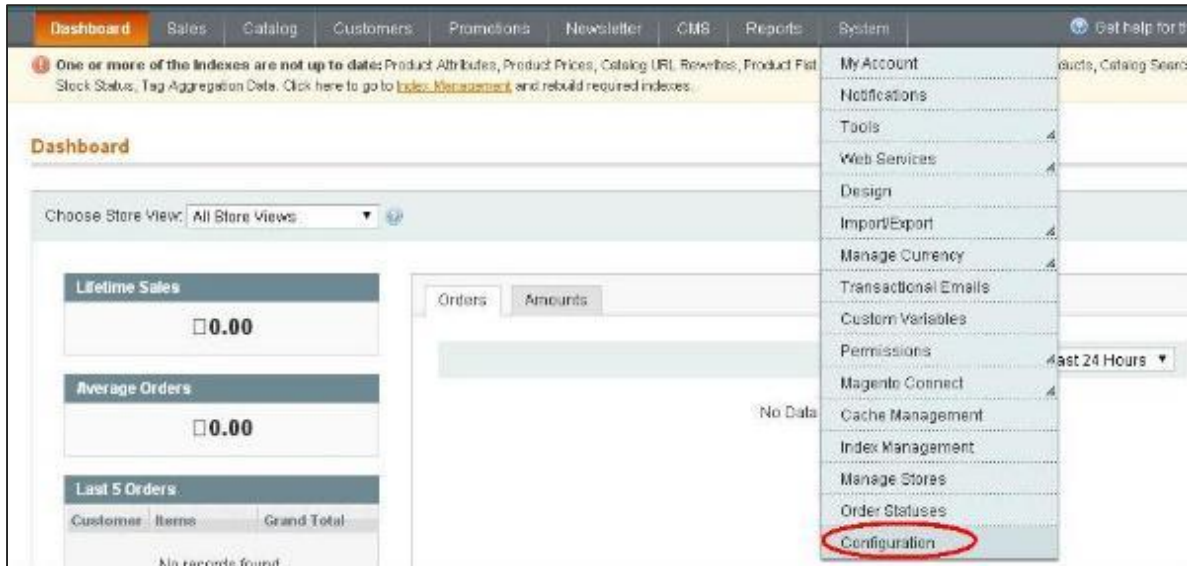 Dashboard Sales Catalog Customers Promotions Newsletter CMS Reports System Get help for
One or more of the Indexes are not up to date: Product Attributes, Product Prices, Catalog URL Rewrites, Product Flat
Stock Status, Tag Aggregation Data. Click here to go to Index Management and rebuild required indexes.
Dashboard
Choose Store View: All Store Views
Lifetime Sales
0.00
Average Orders
0.00
Last 5 Orders
Customer Items Grand Total
No records found
Orders Amounts
24 Hours
No Data
My Account
Notifications
Tools
Web Services
Design
Import/Export
Manage Currency
Transactional Emails
Custom Variables
Permissions
Magento Connect
Cache Management
Index Management
Manage Stores
Order Statuses
Configuration
Catalog